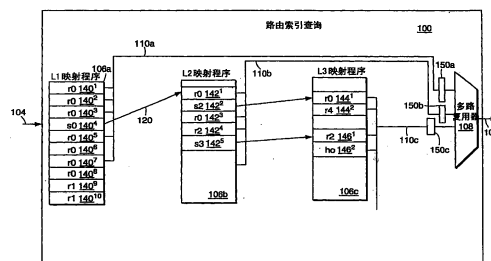 路由索引查询
100
110a
150a
106a
L1映射程序
L2映射程序
110b
L3映射程序
150b
r0 140¹
r0 140²
r0 140³
s0 140⁴
r0 140⁵
r0 140⁶
r0 140⁷
r0 140⁸
r1 140⁹
r1 140¹⁰
104
120
r0 142¹
s2 142²
r0 142³
r2 142⁴
s3 142⁵
106b
r0 144¹
r4 144²
r2 146¹
ho 146²
106c
110c
150c
多路
复用器
108